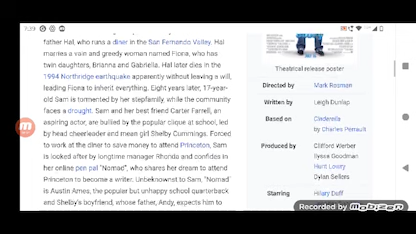 7:29
father Hal, who runs a diner in the San Fernando Valley. Hal
marries a vain and greedy woman named Fiona, who has
twin daughters, Brianna and Gabriella. Hal later dies in the
1994 Northridge earthquake apparently without leaving a will,
leading Fiona to inherit everything. Eight years later, 17-year-
old Sam is tormented by her stepfamily, while the community
faces a drought. Sam and her best friend Carter Farrell, an
aspiring actor, are bullied by the popular clique at school, led
by head cheerleader and mean girl Shelby Cummings. Forced
to work at the diner to save money to attend Princeton, Sam
is looked after by longtime manager Rhonda and confides in
her online pen pal "Nomad", who shares her dream to attend
Princeton to become a writer. Unbeknownst to Sam, "Nomad"
is Austin Ames, the popular but unhappy school quarterback
and Shelby's boyfriend, whose father, Andy, expects him to
Theatrical release poster
Directed by Mark Rosman
Written by Leigh Dunlap
Based on Cinderella
by Charles Perrault
Produced by Clifford Werber
Ilyssa Goodman
Hunt Lowry
Dylan Sellers
Starring Hilary Duff
Recorded by Mobizen